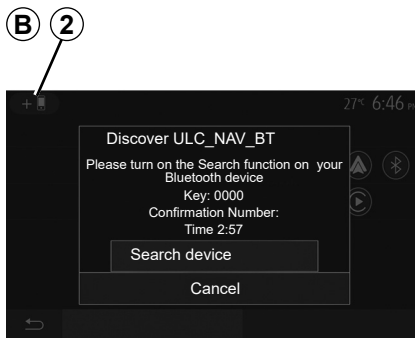 B 2
+ 27°C 6:46 PM
Discover ULC_NAV_BT
Please turn on the Search function on your
Bluetooth device
Key: 0000
Confirmation Number:
Time 2:57
Search device
Cancel